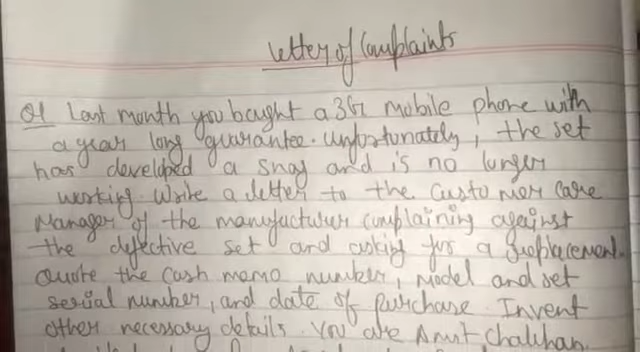 Letter of Complaints
Q1 Last month you bought a 3G mobile phone with
a year long guarantee. Unfortunately, the set
has developed a snag and is no longer
working. Write a letter to the Customer Care
Manager of the manufacturer complaining against
the defective set and asking for a replacement.
Quote the cash memo number, Model and set
serial number, and date of purchase. Invent
other necessary details. You are Amit Chauhan.